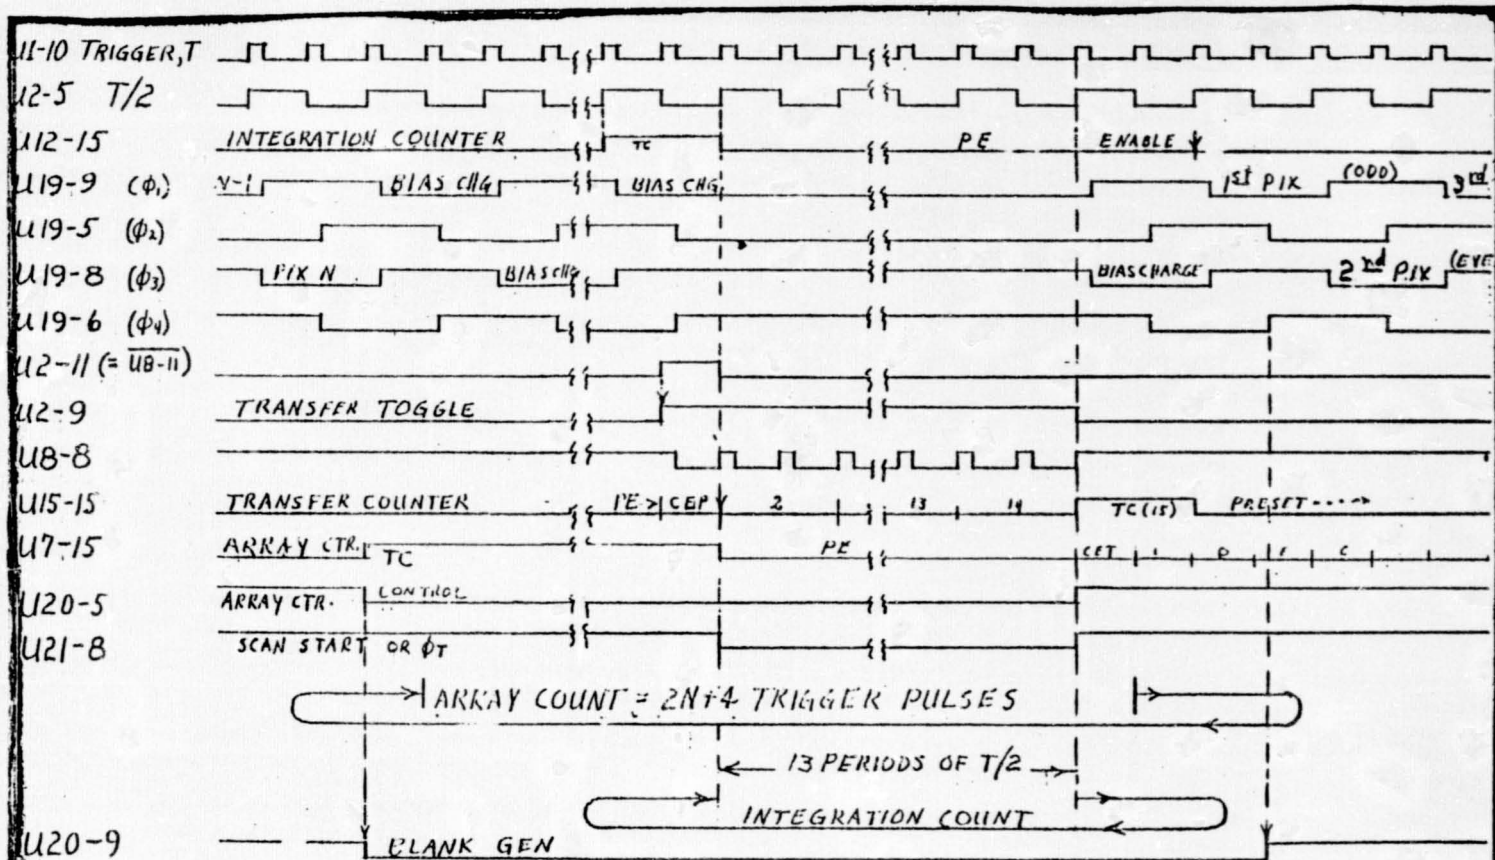 U1-10 TRIGGER,T
U2-5 T/2
U12-15 INTEGRATION COUNTER TC PE ENABLE
U19-9 (ϕ1) BIAS CHG BIAS CHG 1st PIX (ODD) 3rd
U19-5 (ϕ2)
U19-8 (ϕ3) PIX N BIAS CHG BIAS CHARGE 2nd PIX (EVE
U19-6 (ϕ4)
U2-11 (= U8-11)
U2-9 TRANSFER TOGGLE
U8-8
U15-15 TRANSFER COUNTER PE > CEP 2 13 14 TC(15) PRESET
U7-15 ARRAY CTR. TC PE CET
U20-5 ARRAY CTR. CONTROL
U21-8 SCAN START OR ϕT
ARRAY COUNT = 2N+4 TRIGGER PULSES
13 PERIODS OF T/2
INTEGRATION COUNT
U20-9 BLANK GEN